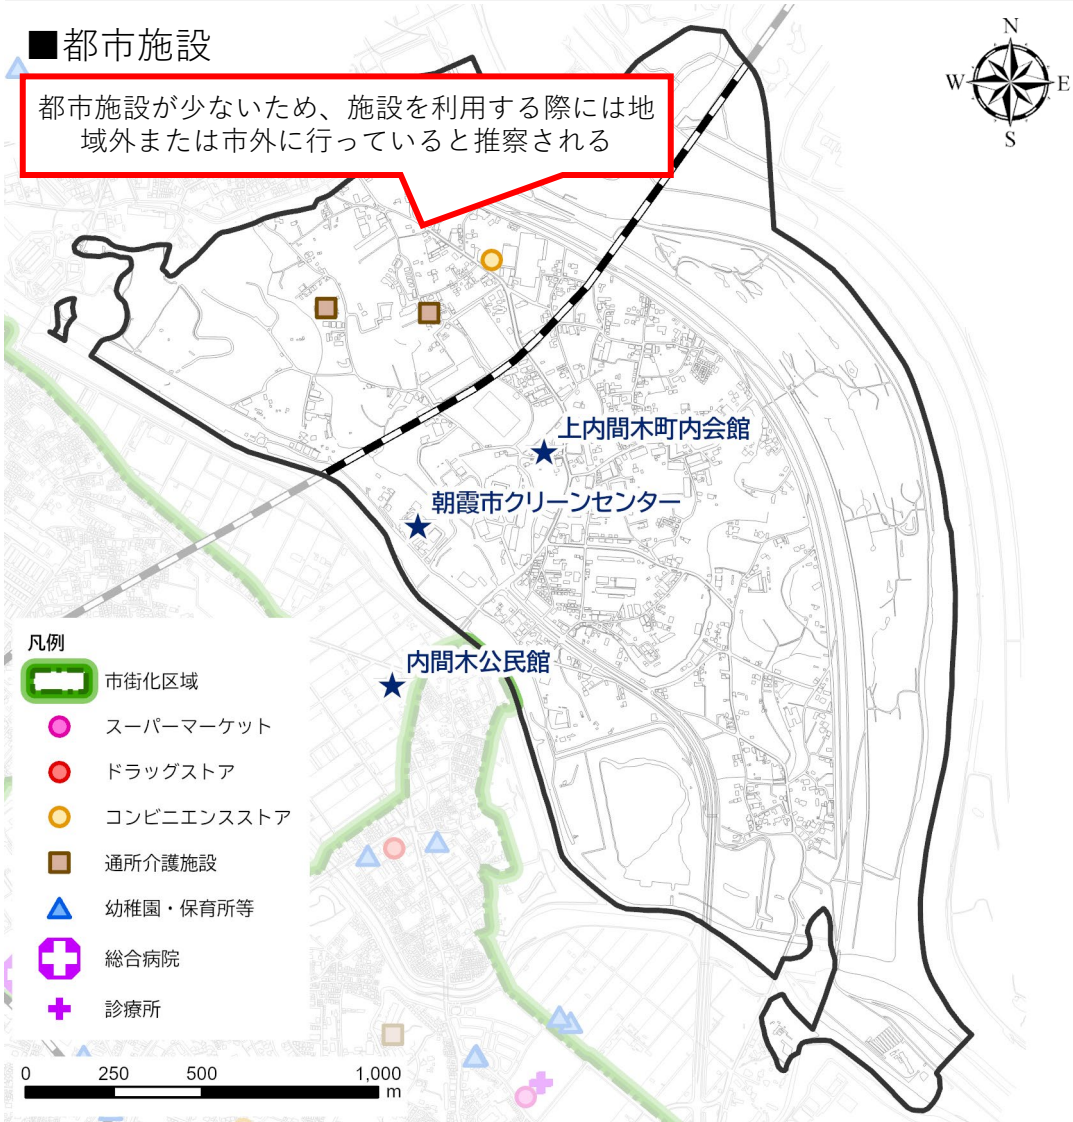 ■都市施設
都市施設が少ないため、施設を利用する際には地
域外または市外に行っていると推察される
N
W
E
S
上内間木町内会館
朝霞市クリーンセンター
内間木公民館
凡例
市街化区域
スーパーマーケット
ドラッグストア
コンビニエンスストア
通所介護施設
幼稚園・保育所等
総合病院
診療所
0 250 500 1,000
m